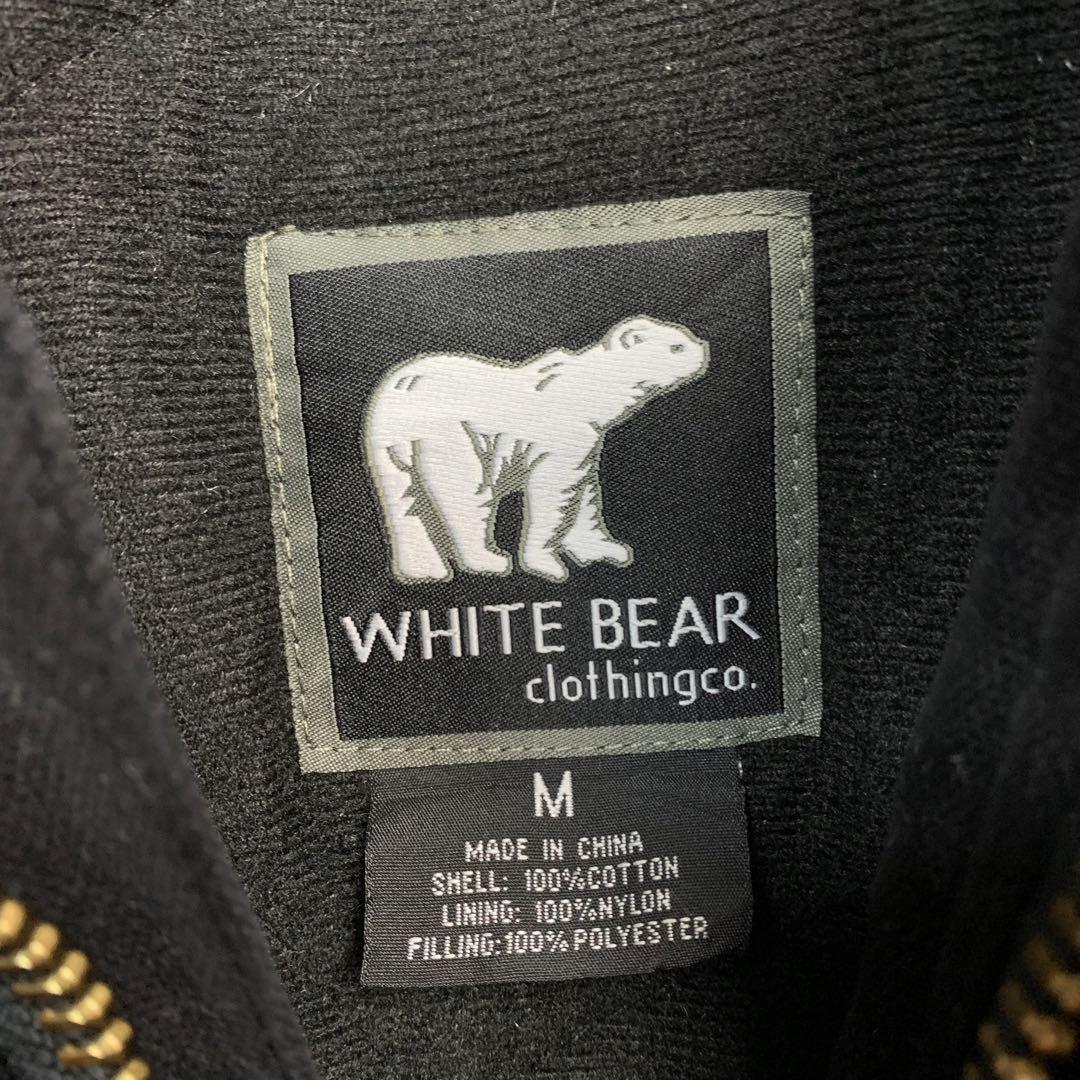 WHITE BEAR
clothingco.
M
MADE IN CHINA
SHELL: 100%COTTON
LINING: 100%NYLON
FILLING:100%POLYESTER